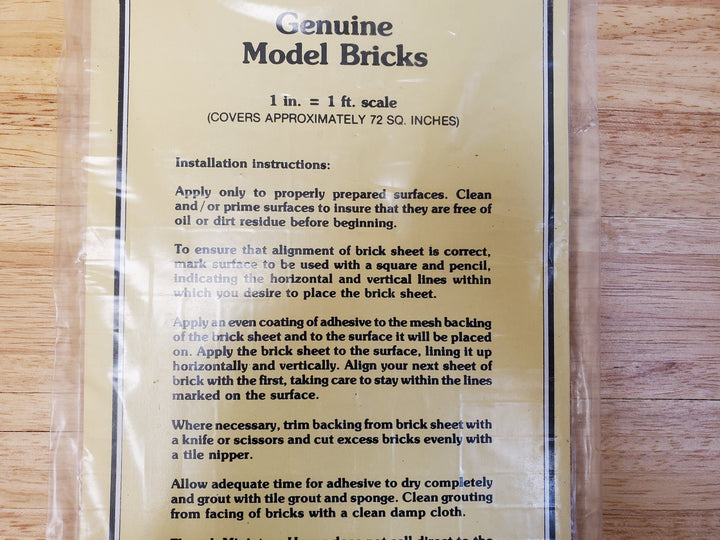 Genuine
Model Bricks
1 in. = 1 ft. scale
(COVERS APPROXIMATELY 72 SQ. INCHES)
Installation instructions:
Apply only to properly prepared surfaces. Clean
and/or prime surfaces to insure that they are free of
oil or dirt residue before beginning.
To ensure that alignment of brick sheet is correct,
mark surface to be used with a square and pencil,
indicating the horizontal and vertical lines within
which you desire to place the brick sheet.
Apply an even coating of adhesive to the mesh backing
of the brick sheet and to the surface it will be placed
on. Apply the brick sheet to the surface, lining it up
horizontally and vertically. Align your next sheet of
brick with the first, taking care to stay within the lines
marked on the surface.
Where necessary, trim backing from brick sheet with
a knife or scissors and cut excess bricks evenly with
a tile nipper.
Allow adequate time for adhesive to dry completely
and grout with tile grout and sponge. Clean grouting
from facing of bricks with a clean damp cloth.
does not sell direct to the